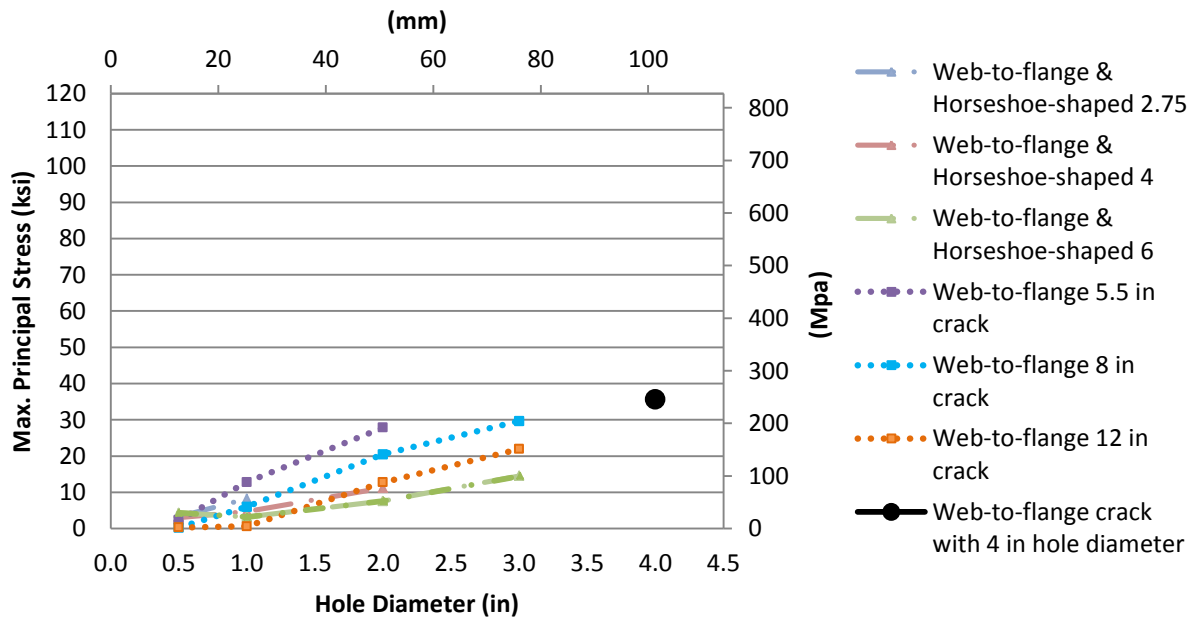 (mm)
0 20 40 60 80 100
Max. Principal Stress (ksi)
120
110
100
90
80
70
60
50
40
30
20
10
0
800
700
600
500
400
300
200
100
0
(Mpa)
0.0 0.5 1.0 1.5 2.0 2.5 3.0 3.5 4.0 4.5
Hole Diameter (in)
Web-to-flange &
Horseshoe-shaped 2.75
Web-to-flange &
Horseshoe-shaped 4
Web-to-flange &
Horseshoe-shaped 6
Web-to-flange 5.5 in
crack
Web-to-flange 8 in
crack
Web-to-flange 12 in
crack
Web-to-flange crack
with 4 in hole diameter